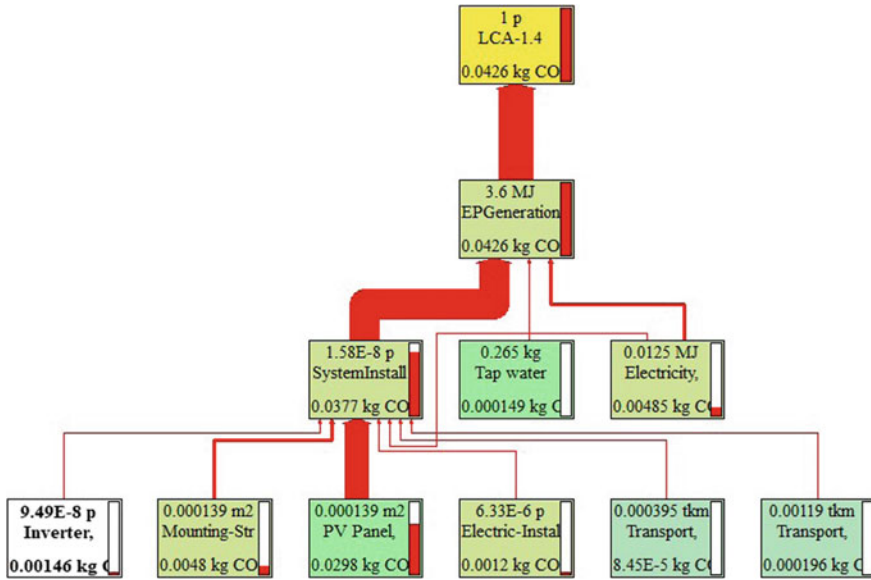 1 p
LCA-1.4
0.0426 kg CO
3.6 MJ
EPGeneration
0.0426 kg CO
1.58E-8 p
SystemInstall
0.0377 kg CO
0.265 kg
Tap water
0.000149 kg C
0.0125 MJ
Electricity,
0.00485 kg C
9.49E-8 p
Inverter,
0.00146 kg C
0.000139 m2
Mounting-Str
0.0048 kg CO
0.000139 m2
PV Panel,
0.0298 kg CO
6.33E-6 p
Electric-Instal
0.0012 kg CO
0.000395 tkm
Transport,
8.45E-5 kg C
0.00119 tkm
Transport,
0.000196 kg C